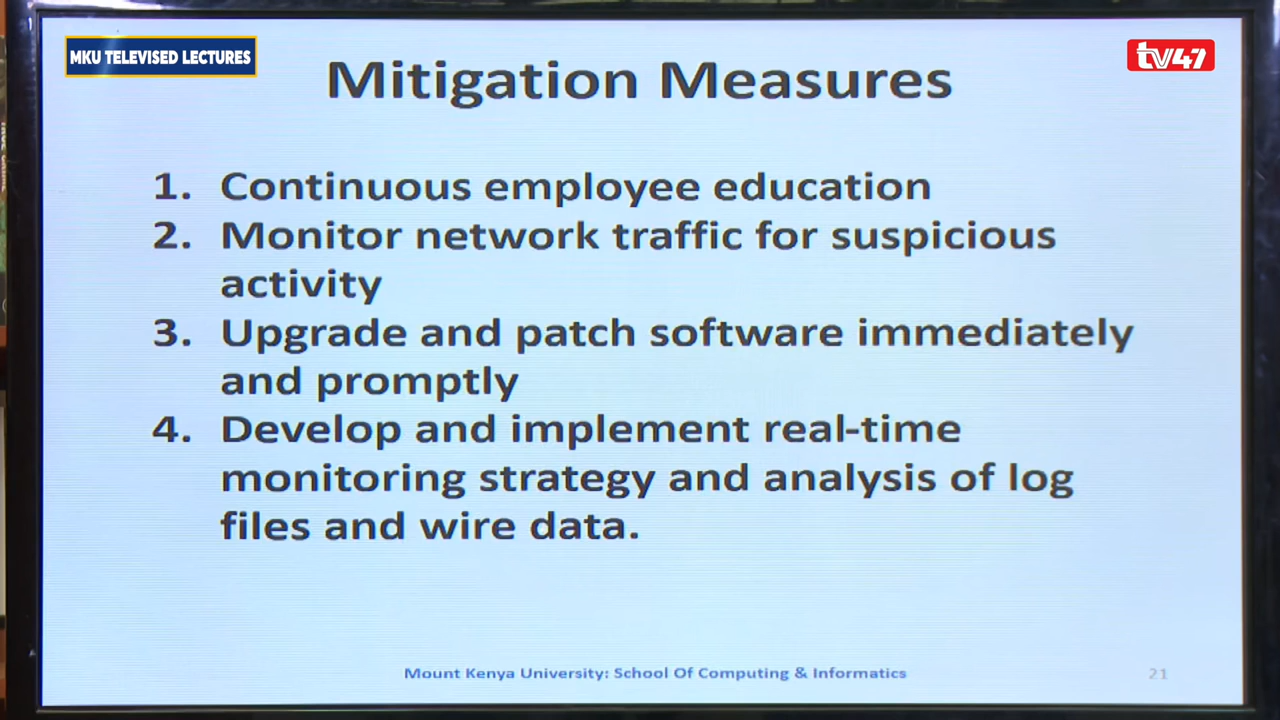 MKU TELEVISED LECTURES
tv47
Mitigation Measures
1. Continuous employee education
2. Monitor network traffic for suspicious
activity
3. Upgrade and patch software immediately
and promptly
4. Develop and implement real-time
monitoring strategy and analysis of log
files and wire data.
Mount Kenya University: School Of Computing & Informatics
21